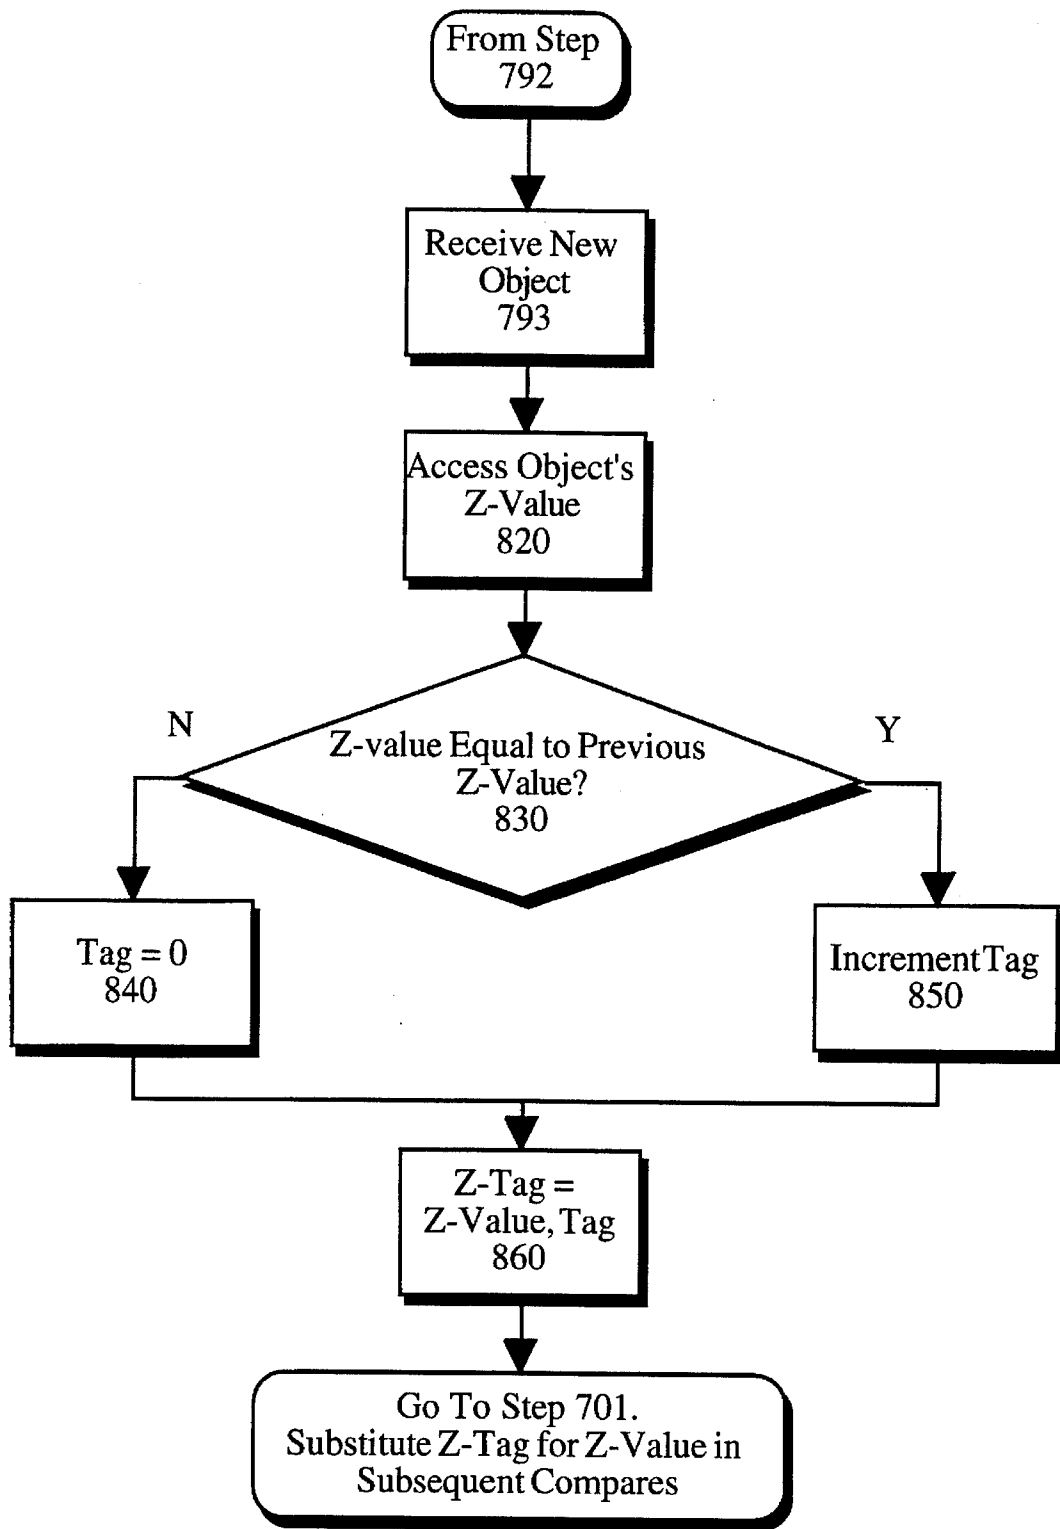 From Step
792
Receive New
Object
793
Access Object's
Z-Value
820
N
Y
Z-value Equal to Previous
Z-Value?
830
Tag = 0
840
Increment Tag
850
Z-Tag =
Z-Value, Tag
860
Go To Step 701.
Substitute Z-Tag for Z-Value in
Subsequent Compares